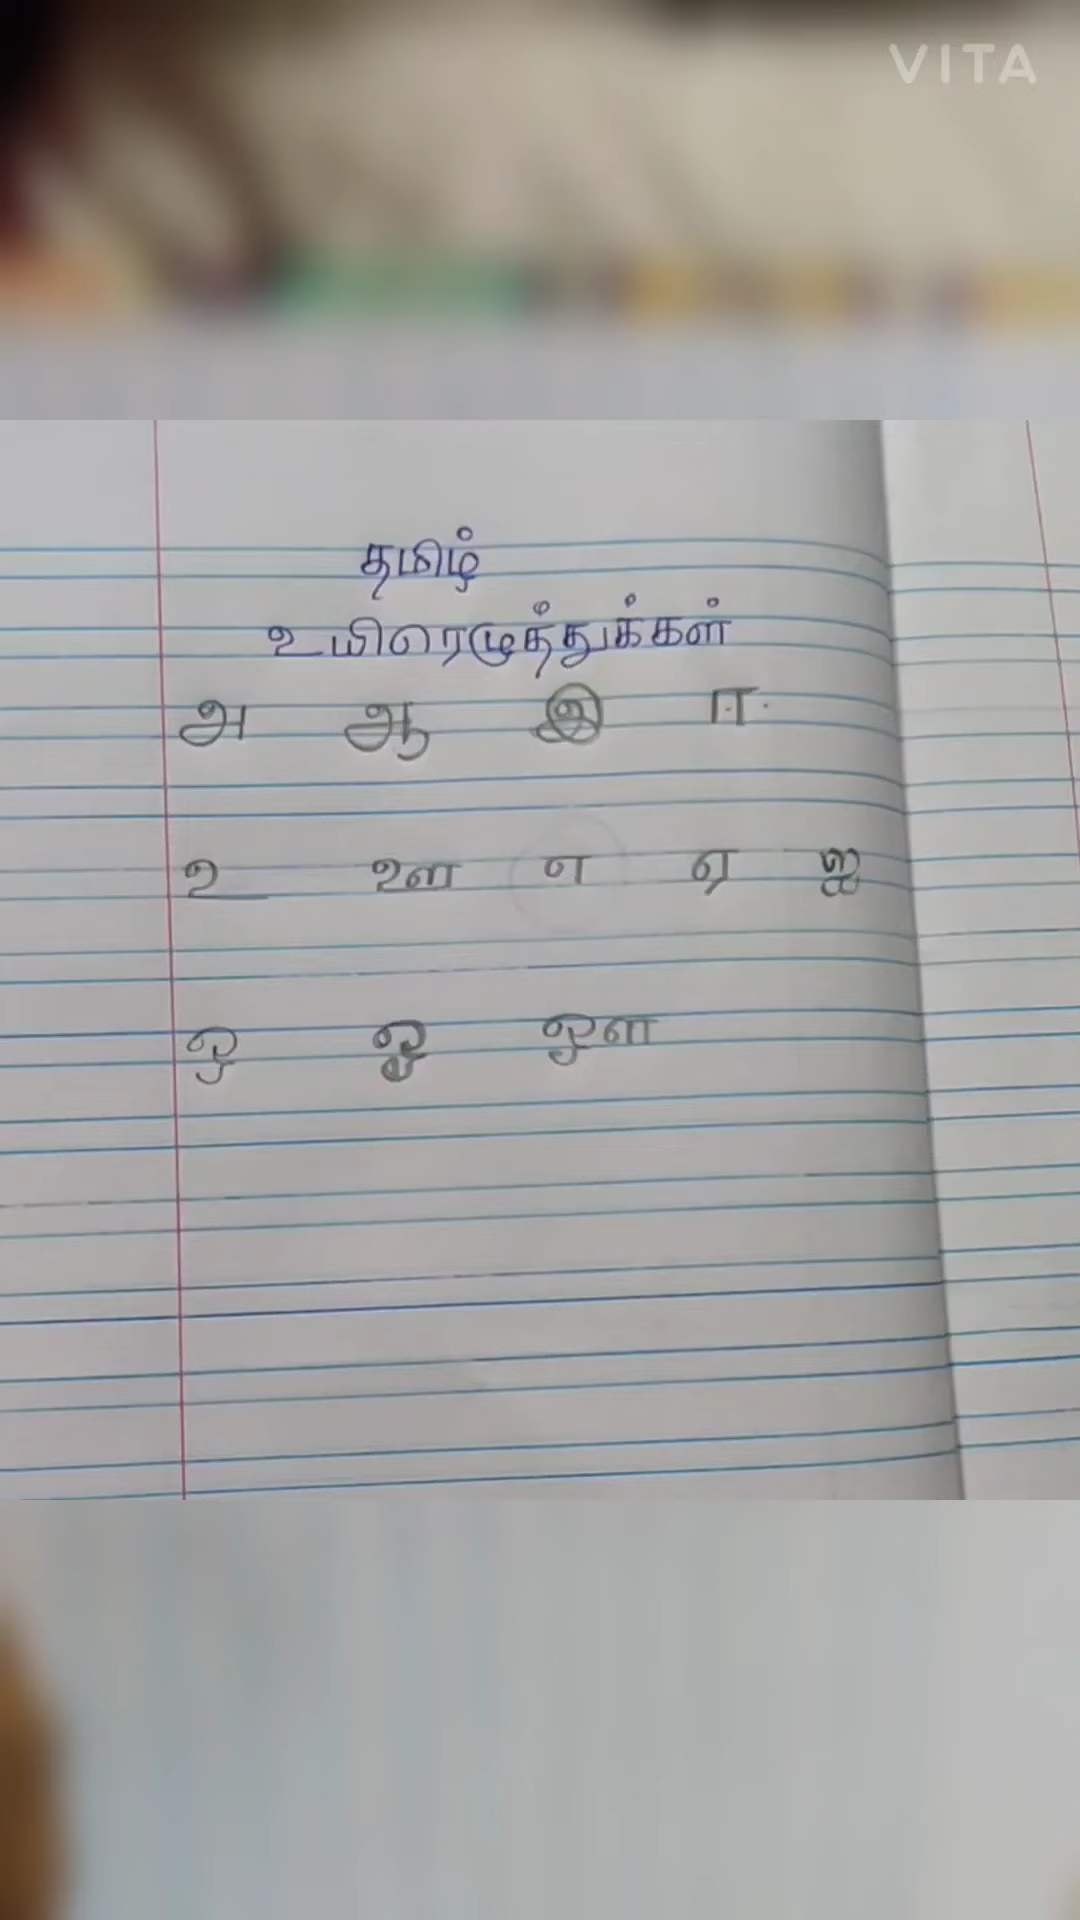 VITA
தமிழ்
உயிரெழுத்துக்கள்
அ ஆ இ ஈ
உ ஊ எ ஏ ஐ
ஒ ஓ ஔ